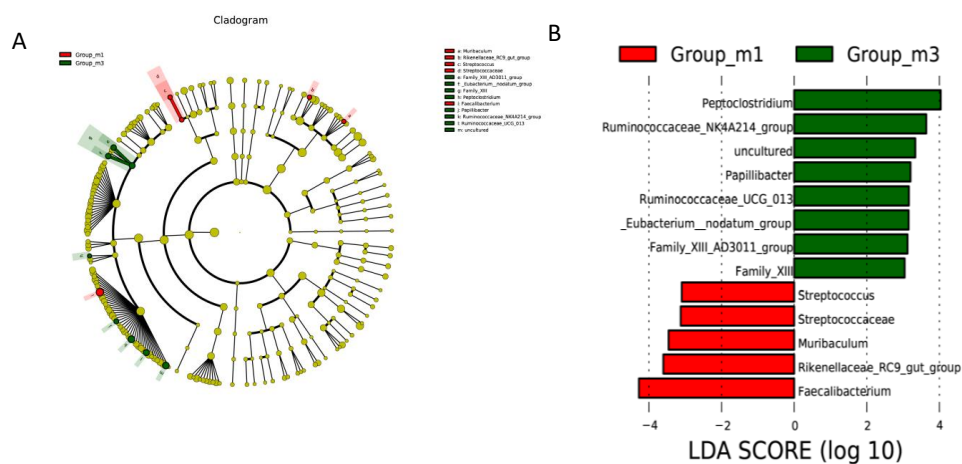 Cladogram
A
Group_m1
Group_m3
a: Muribaculum
b: Rikenellaceae_RC9_gut_group
c: Streptococcus
d: Streptococcaceae
e: Family_XIII_AD3011_group
f: _Eubacterium__nodatum_group
g: Family_XIII
h: Peptoclostridium
i: Faecalibacterium
j: Papillibacter
k: Ruminococcaceae_NK4A214_group
l: Ruminococcaceae_UCG_013
m: uncultured
B
Group_m1
Group_m3
Peptoclostridium
Ruminococcaceae_NK4A214_group
uncultured
Papillibacter
Ruminococcaceae_UCG_013
_Eubacterium__nodatum_group
Family_XIII_AD3011_group
Family_XIII
Streptococcus
Streptococcaceae
Muribaculum
Rikenellaceae_RC9_gut_group
Faecalibacterium
−4 −2 0 2 4
LDA SCORE (log 10)